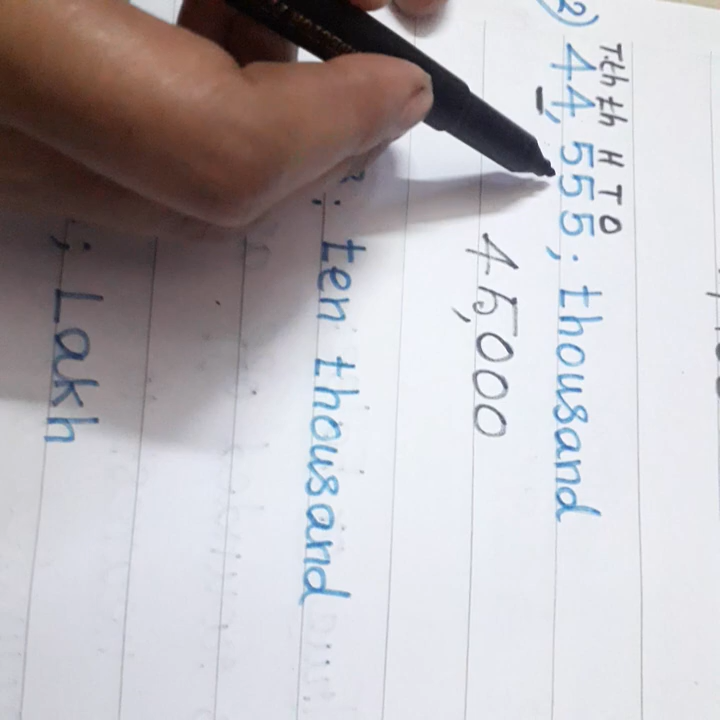 T.th th H T O
2) 44,555; thousand
45,000
; ten thousand
; Lakh